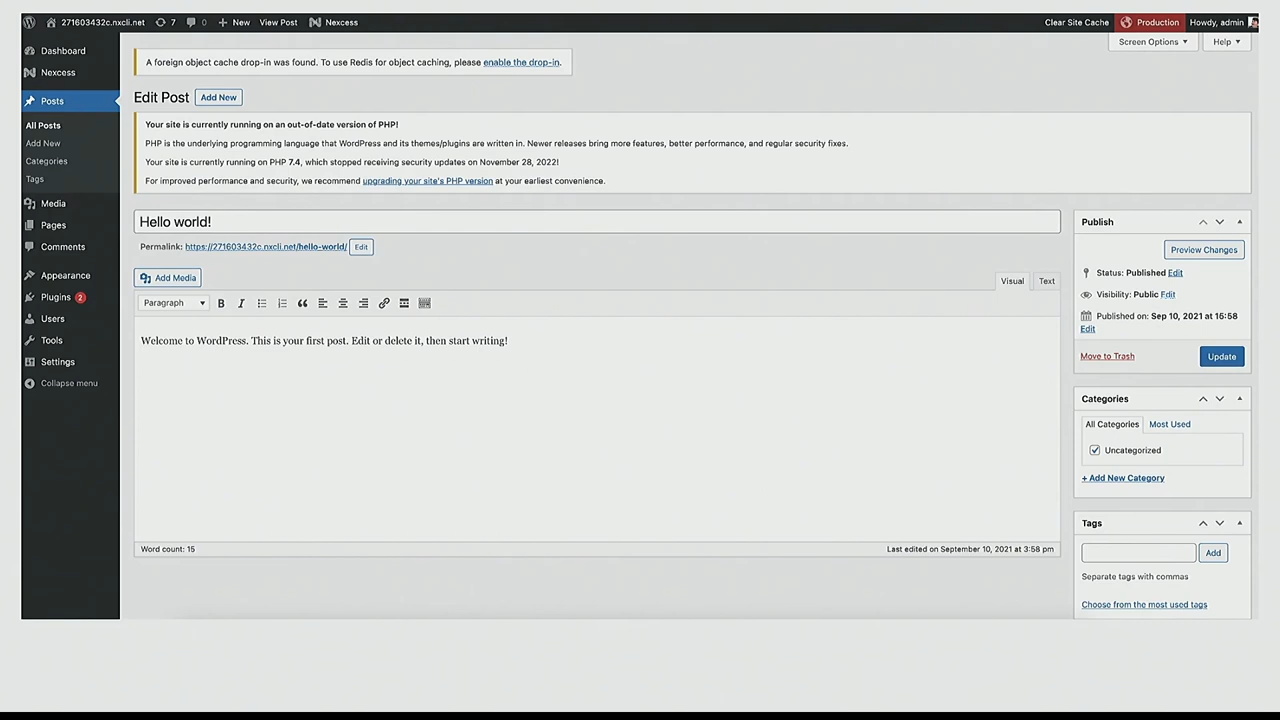 271603432c.nxcli.net 7 0 New View Post Nexcess Clear Site Cache Production Howdy, admin
Screen Options Help
Dashboard
Nexcess
Posts
All Posts
Add New
Categories
Tags
Media
Pages
Comments
Appearance
Plugins 2
Users
Tools
Settings
Collapse menu
A foreign object cache drop-in was found. To use Redis for object caching, please enable the drop-in.
Edit Post Add New
Your site is currently running on an out-of-date version of PHP!
PHP is the underlying programming language that WordPress and its themes/plugins are written in. Newer releases bring more features, better performance, and regular security fixes.
Your site is currently running on PHP 7.4, which stopped receiving security updates on November 28, 2022!
For improved performance and security, we recommend upgrading your site's PHP version at your earliest convenience.
Hello world!
Permalink: https://271603432c.nxcli.net/hello-world/ Edit
Add Media
Visual Text
Paragraph B I
Welcome to WordPress. This is your first post. Edit or delete it, then start writing!
Word count: 15 Last edited on September 10, 2021 at 3:58 pm
Publish
Preview Changes
Status: Published Edit
Visibility: Public Edit
Published on: Sep 10, 2021 at 15:58
Edit
Move to Trash Update
Categories
All Categories Most Used
Uncategorized
+ Add New Category
Tags
Add
Separate tags with commas
Choose from the most used tags